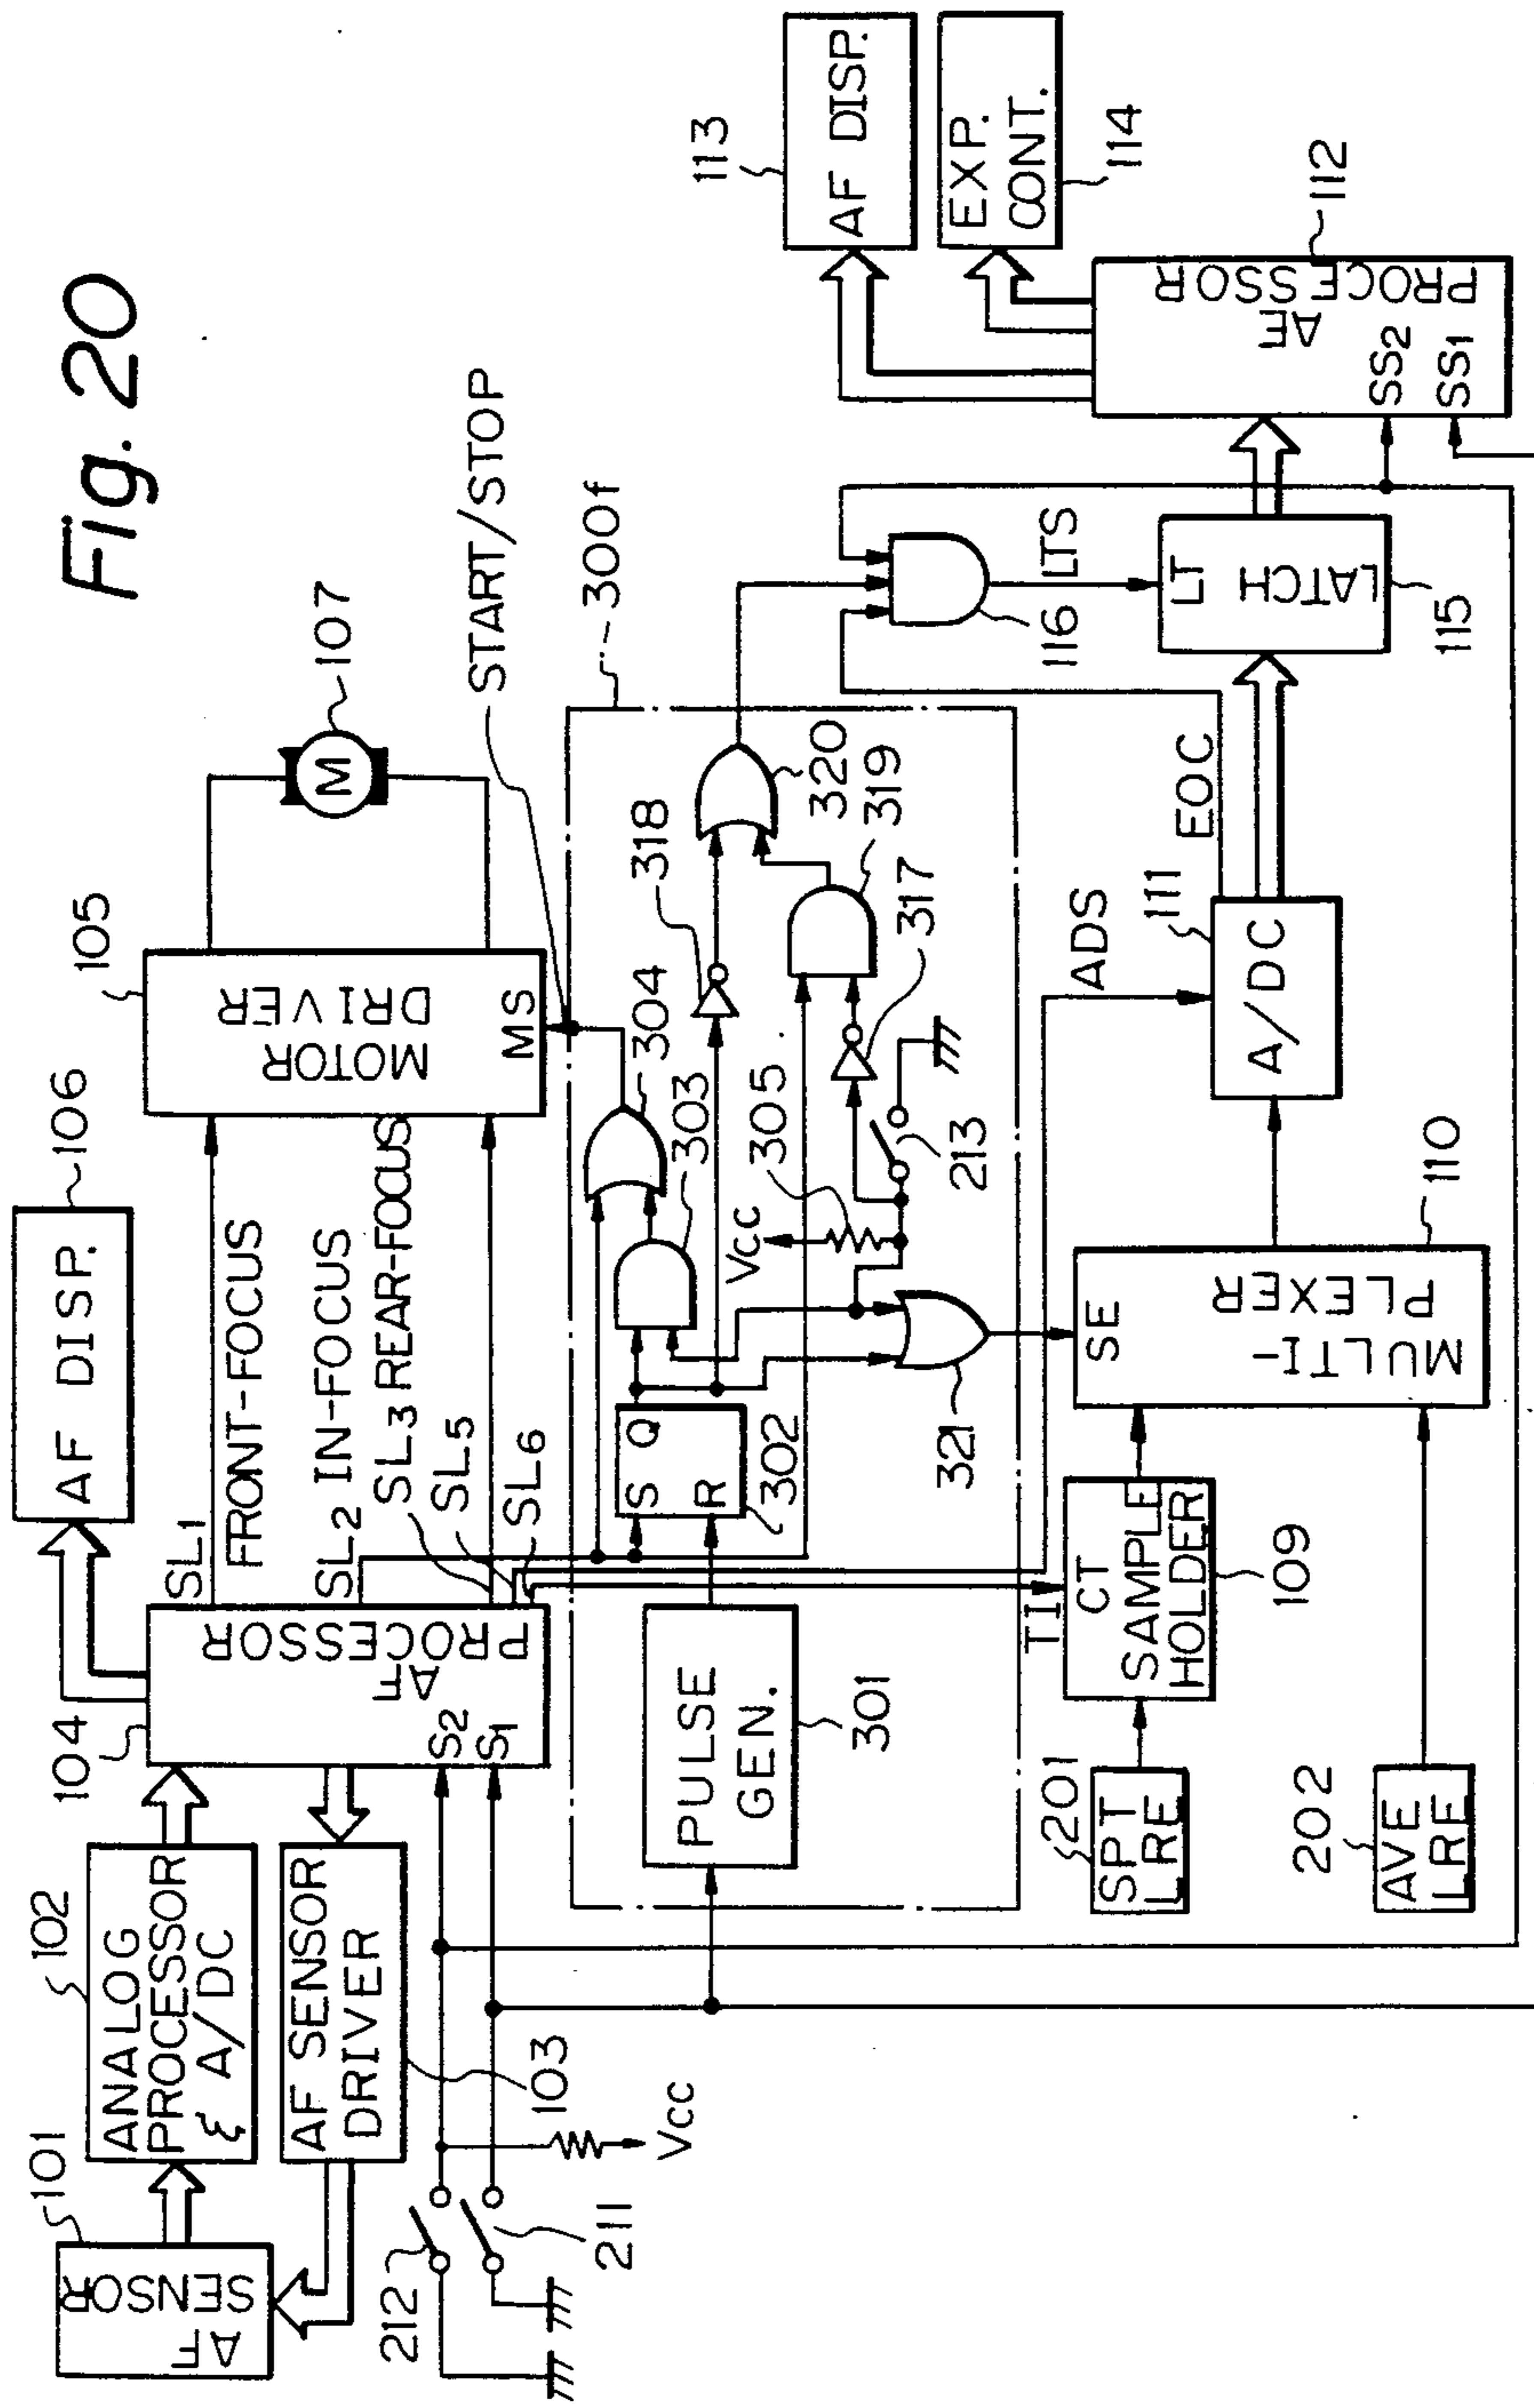 Fig. 20
101
AF
SENSOR
102
ANALOG
PROCESSOR
& A/DC
AF SENSOR
DRIVER
103
104
AF
PROCESSOR
S2
S1
106
AF DISP.
SL1
FRONT-FOCUS
SL2 IN-FOCUS
SL3 REAR-FOCUS
SL5
SL6
105
MOTOR
DRIVER
MS
107
M
START/STOP
300f
212
211
Vcc
PULSE
GEN.
301
S
Q
R
302
303
304
305
Vcc
213
317
318
319
320
321
TI
CT
SAMPLE
HOLDER
109
201
SPT
LRE
202
AVE
LRE
SE
MULTI-
PLEXER
110
ADS
111
A/DC
EOC
116
LTS
LT
LATCH
115
AE
PROCESSOR
SS2
SS1
112
113
AF DISP.
EXP.
CONT.
114